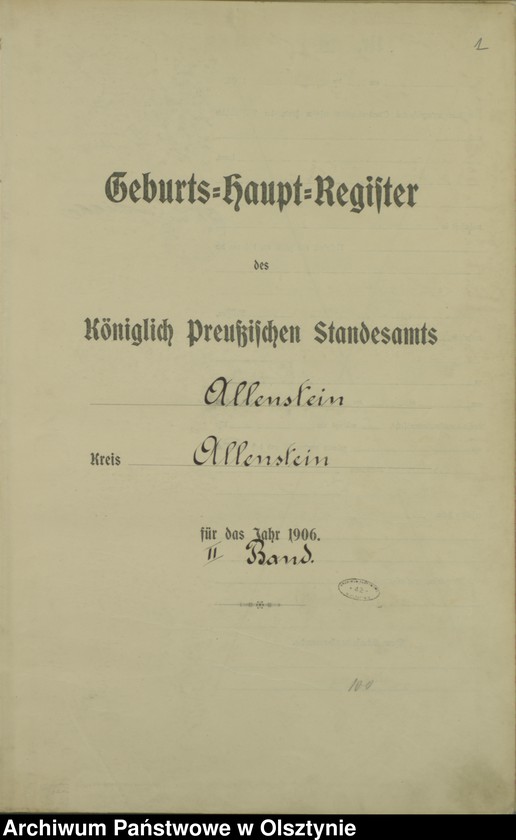 1
Geburts-Haupt-Register
des
Königlich Preußischen Standesamts
Allenstein
Kreis Allenstein
für das Jahr 1906.
II Band.
Archiwum Państwowe w Olsztynie